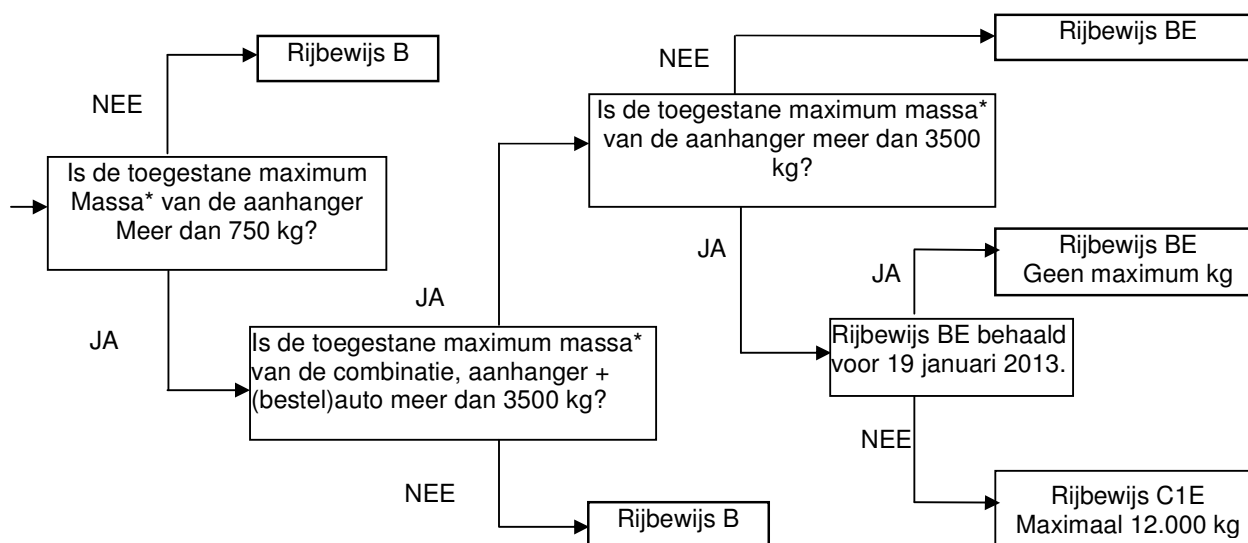 Rijbewijs B
NEE
Is de toegestane maximum
Massa* van de aanhanger
Meer dan 750 kg?
JA
Is de toegestane maximum massa*
van de combinatie, aanhanger +
(bestel)auto meer dan 3500 kg?
NEE
Rijbewijs B
JA
Is de toegestane maximum massa*
van de aanhanger meer dan 3500
kg?
NEE
Rijbewijs BE
JA
Rijbewijs BE behaald
voor 19 januari 2013.
JA
Rijbewijs BE
Geen maximum kg
NEE
Rijbewijs C1E
Maximaal 12.000 kg